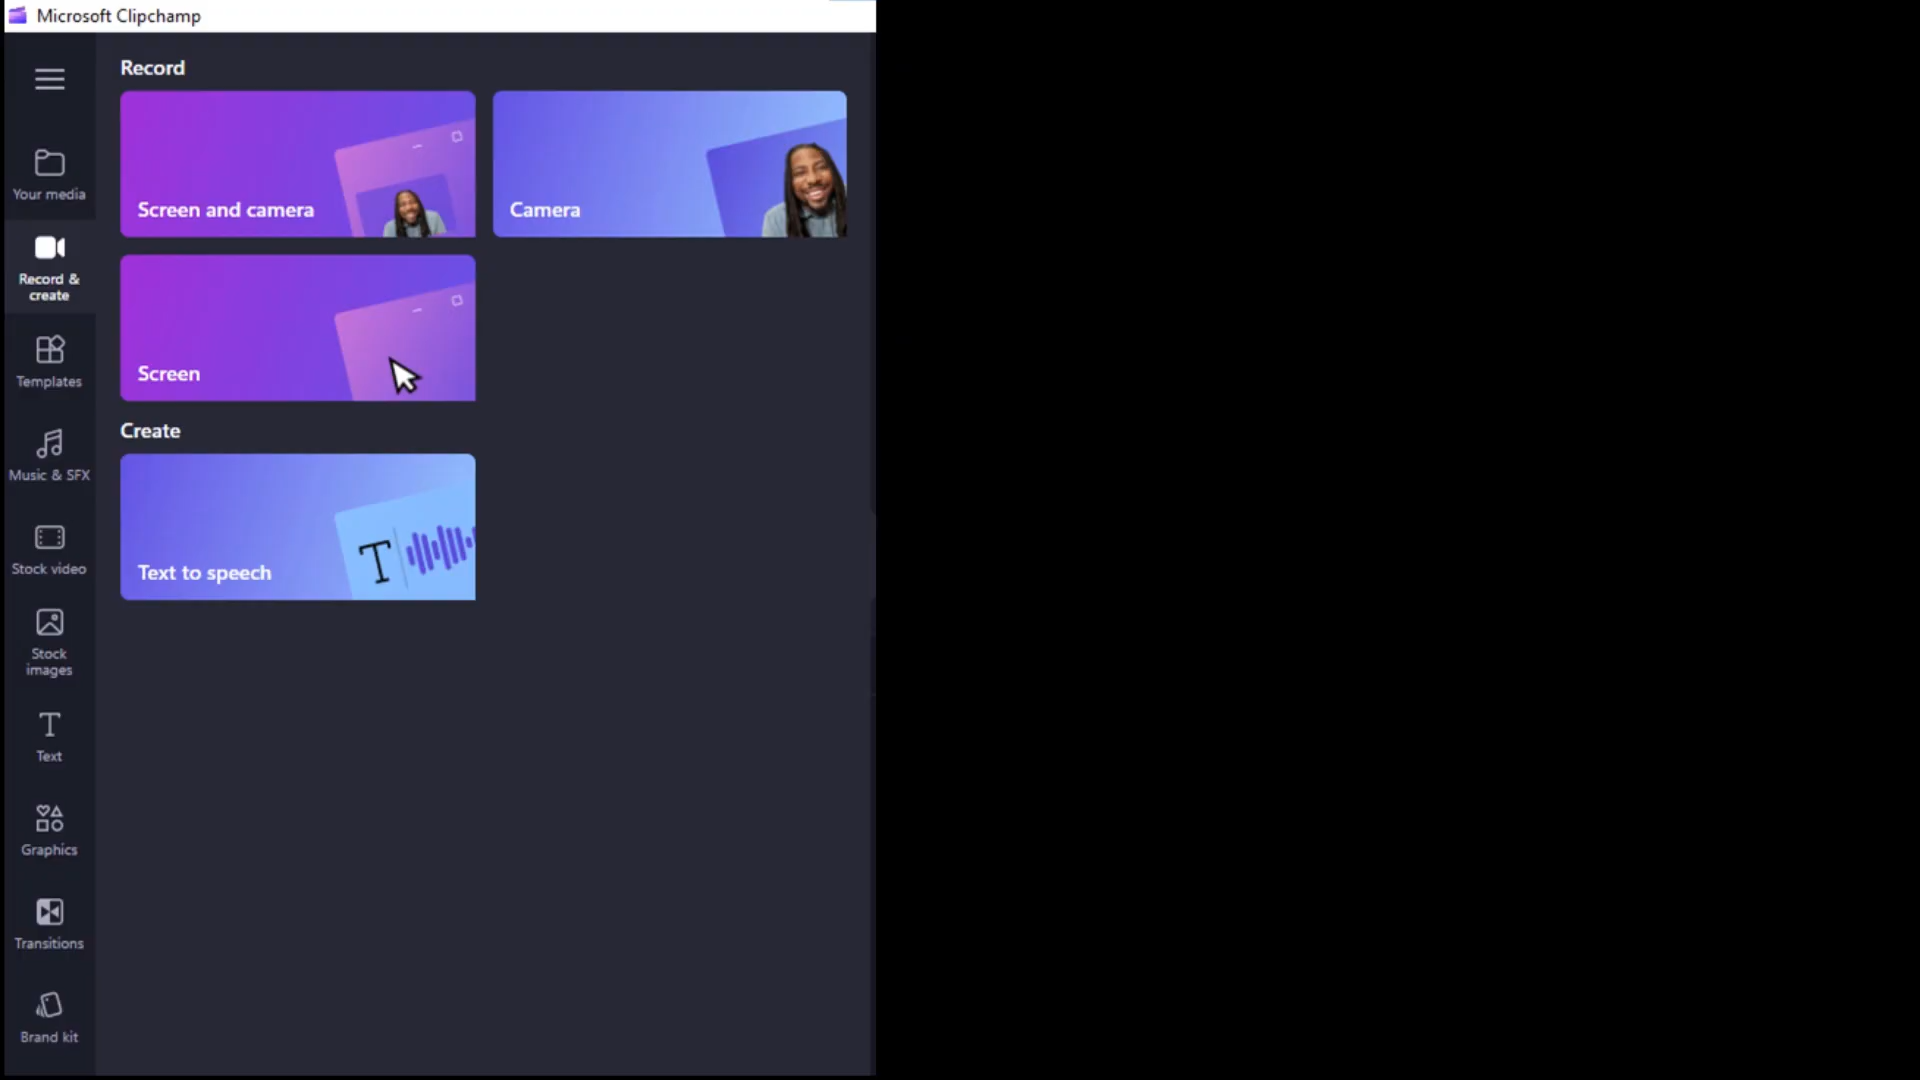 Microsoft Clipchamp
Record
Your media
Screen and camera
Camera
Record &
create
Screen
Templates
Create
Music & SFX
Text to speech
T
Stock video
Stock
images
Text
Graphics
Transitions
Brand kit